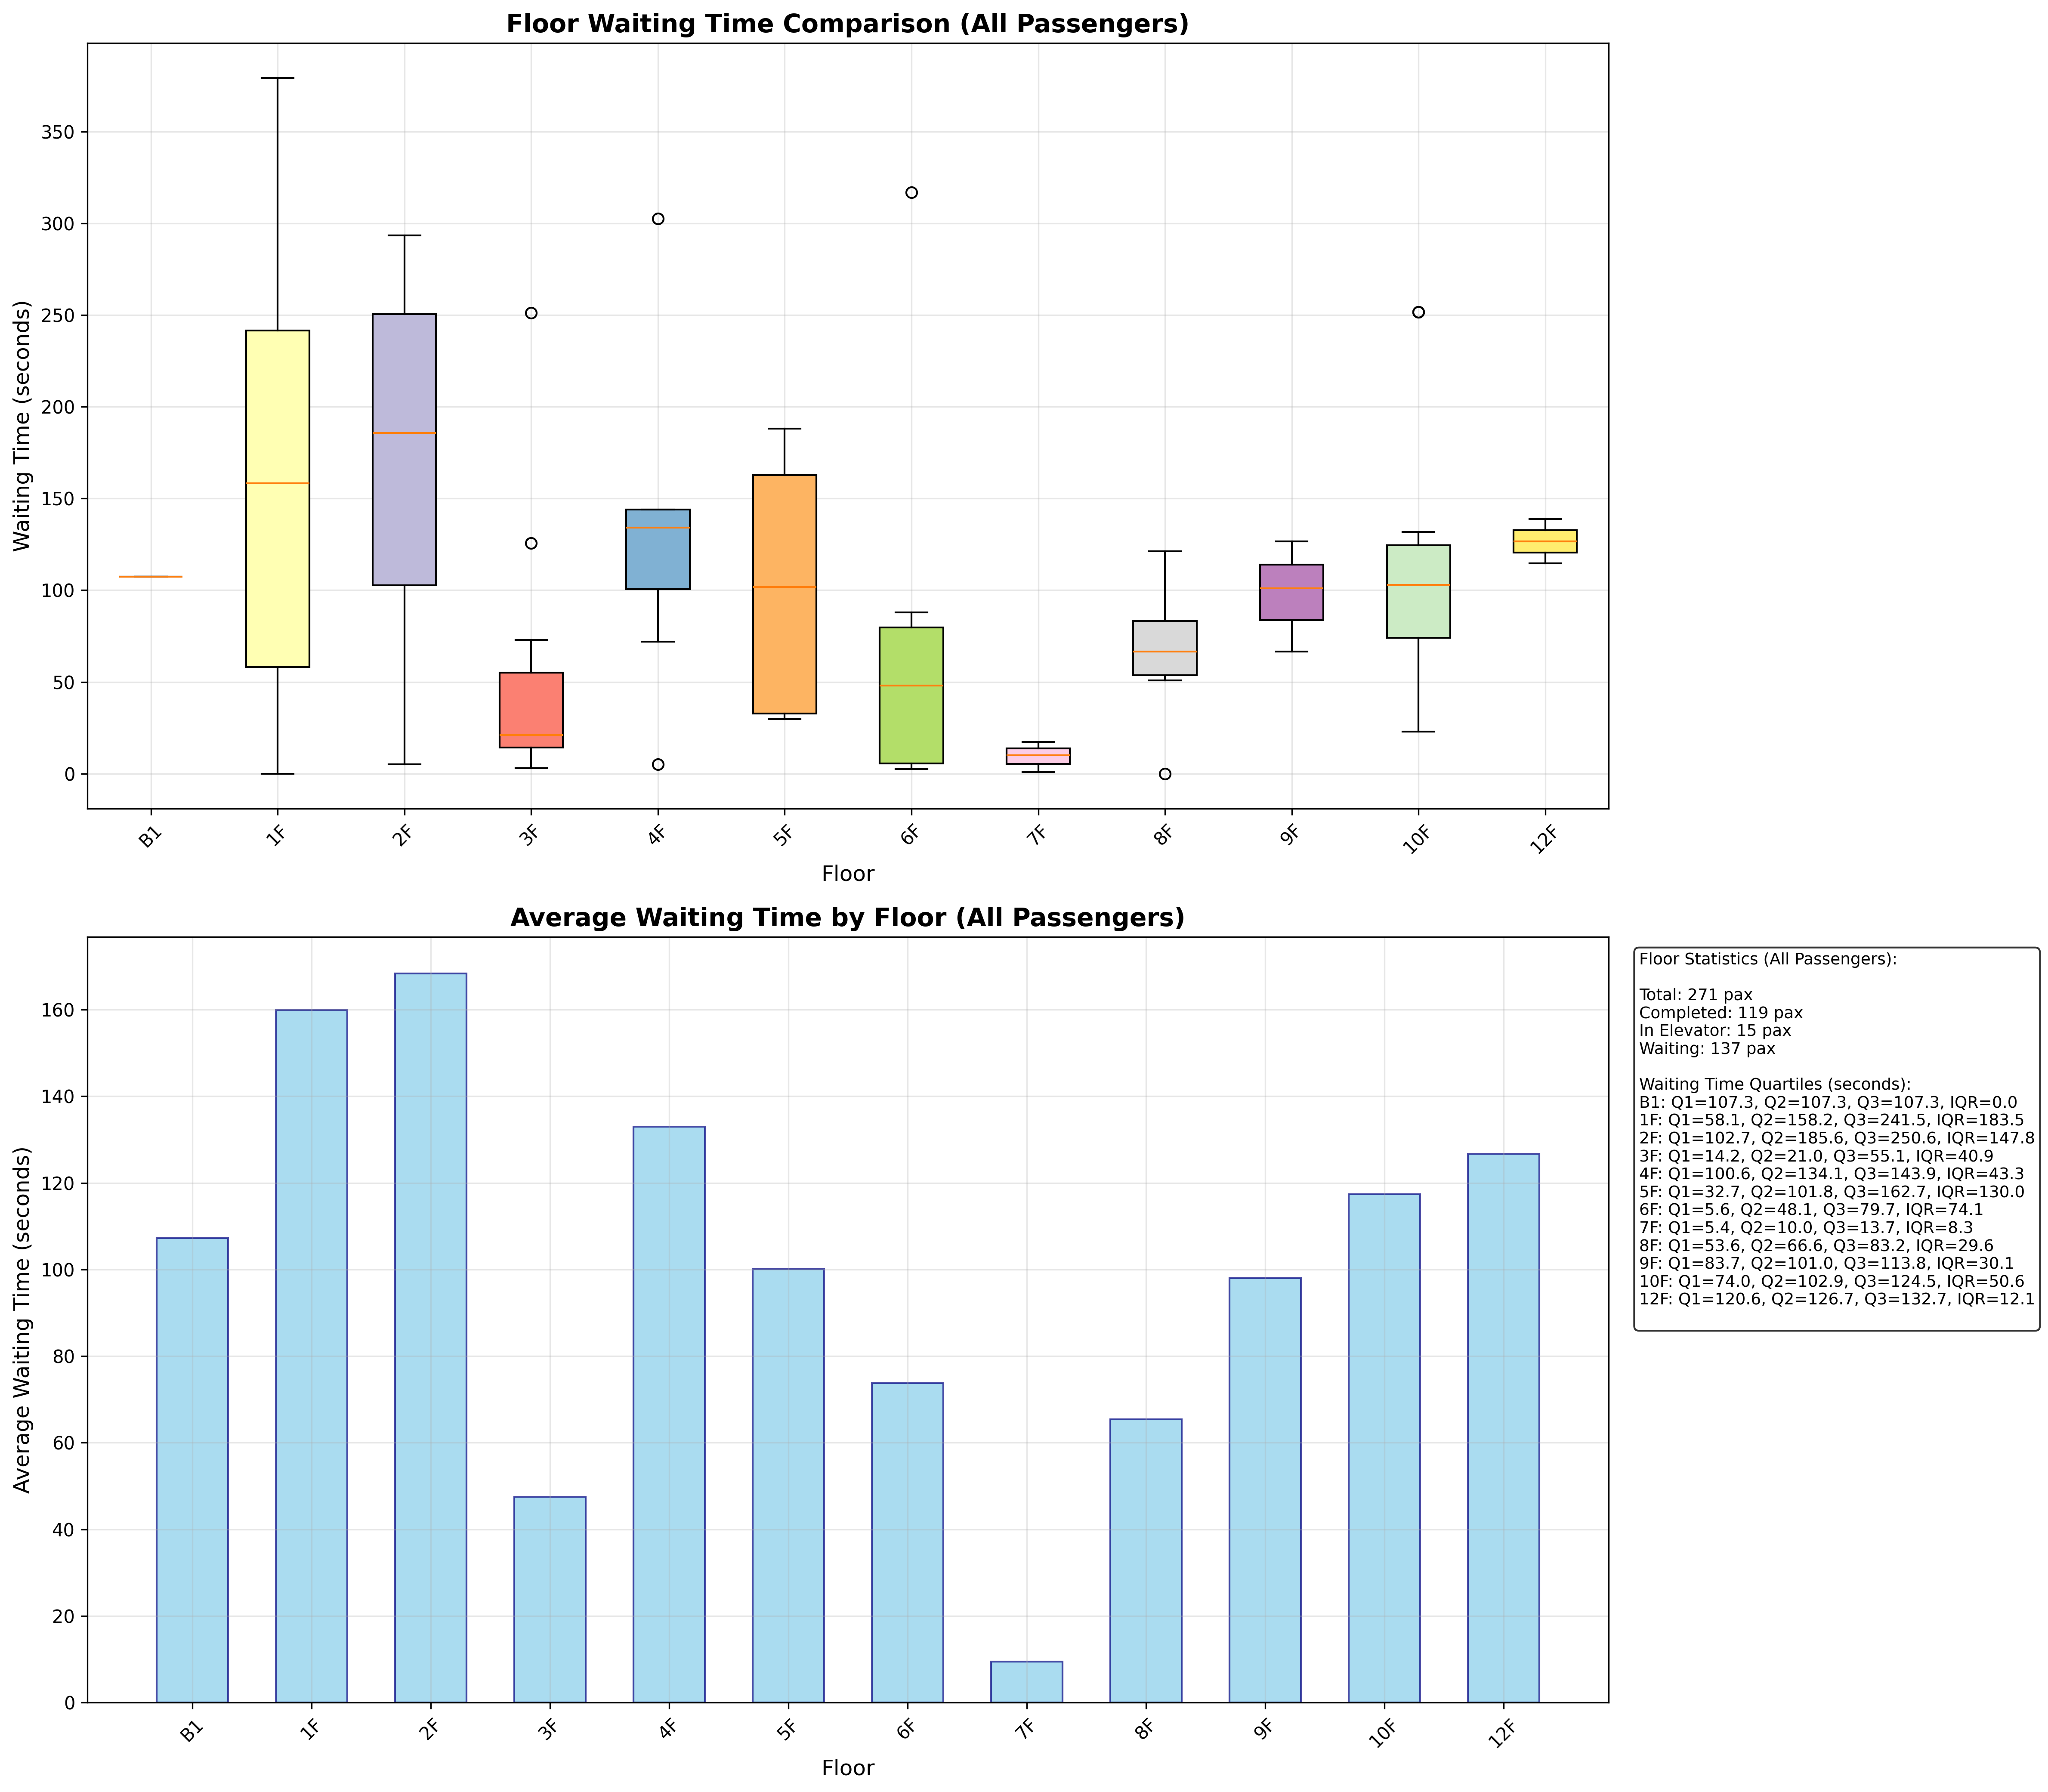 Floor Waiting Time Comparison (All Passengers)
Waiting Time (seconds)
350
300
250
200
150
100
50
0
B1
1F
2F
3F
4F
5F
6F
7F
8F
9F
10F
12F
Floor
Average Waiting Time by Floor (All Passengers)
Average Waiting Time (seconds)
160
140
120
100
80
60
40
20
0
B1
1F
2F
3F
4F
5F
6F
7F
8F
9F
10F
12F
Floor
Floor Statistics (All Passengers):
Total: 271 pax
Completed: 119 pax
In Elevator: 15 pax
Waiting: 137 pax
Waiting Time Quartiles (seconds):
B1: Q1=107.3, Q2=107.3, Q3=107.3, IQR=0.0
1F: Q1=58.1, Q2=158.2, Q3=241.5, IQR=183.5
2F: Q1=102.7, Q2=185.6, Q3=250.6, IQR=147.8
3F: Q1=14.2, Q2=21.0, Q3=55.1, IQR=40.9
4F: Q1=100.6, Q2=134.1, Q3=143.9, IQR=43.3
5F: Q1=32.7, Q2=101.8, Q3=162.7, IQR=130.0
6F: Q1=5.6, Q2=48.1, Q3=79.7, IQR=74.1
7F: Q1=5.4, Q2=10.0, Q3=13.7, IQR=8.3
8F: Q1=53.6, Q2=66.6, Q3=83.2, IQR=29.6
9F: Q1=83.7, Q2=101.0, Q3=113.8, IQR=30.1
10F: Q1=74.0, Q2=102.9, Q3=124.5, IQR=50.6
12F: Q1=120.6, Q2=126.7, Q3=132.7, IQR=12.1